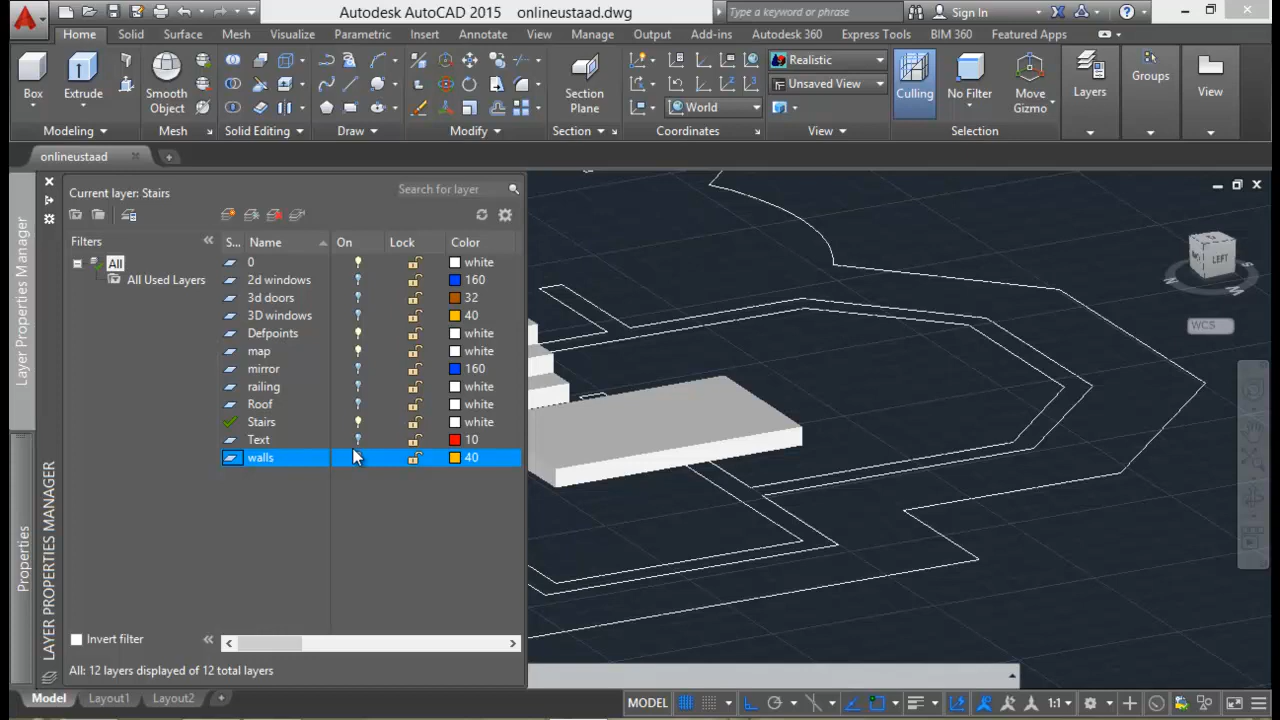 Autodesk AutoCAD 2015 onlineustaad.dwg
Type a keyword or phrase
Sign In
Home Solid Surface Mesh Visualize Parametric Insert Annotate View Manage Output Add-ins Autodesk 360 Express Tools BIM 360 Featured Apps
Box
Extrude
Smooth Object
Section Plane
World
Realistic
Unsaved View
Culling
No Filter
Move Gizmo
Layers
Groups
View
Modeling Mesh Solid Editing Draw Modify Section Coordinates View Selection
onlineustaad
Current layer: Stairs
Search for layer
Filters
All
All Used Layers
S... Name On Lock Color
0 white
2d windows 160
3d doors 32
3D windows 40
Defpoints white
map white
mirror 160
railing white
Roof white
Stairs white
Text 10
walls 40
Invert filter
All: 12 layers displayed of 12 total layers
Layer Properties Manager
Properties
LAYER PROPERTIES MANAGER
LEFT
WCS
Model Layout1 Layout2
MODEL
1:1